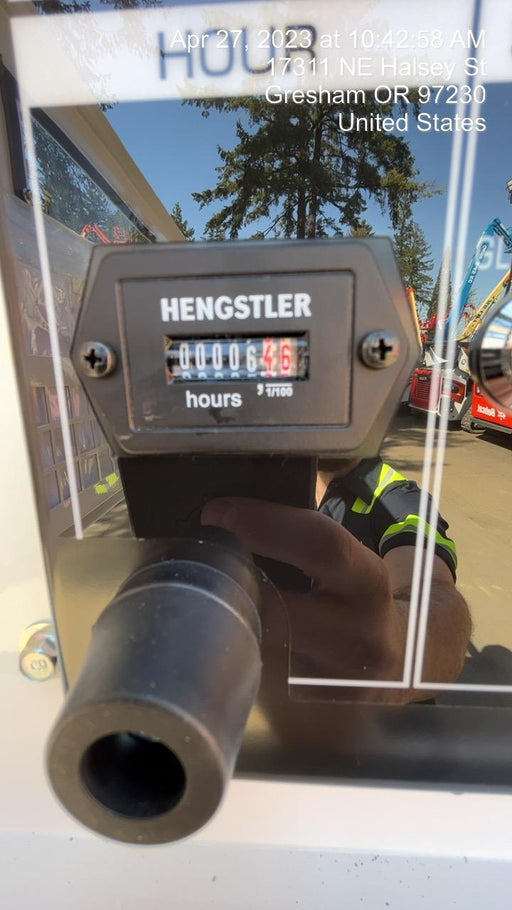 Apr 27, 2023 at 10:42:58 AM
17311 NE Halsey St
Gresham OR 97230
United States
HOUR
HENGSTLER
0000646
hours , 1/100
Bobcat